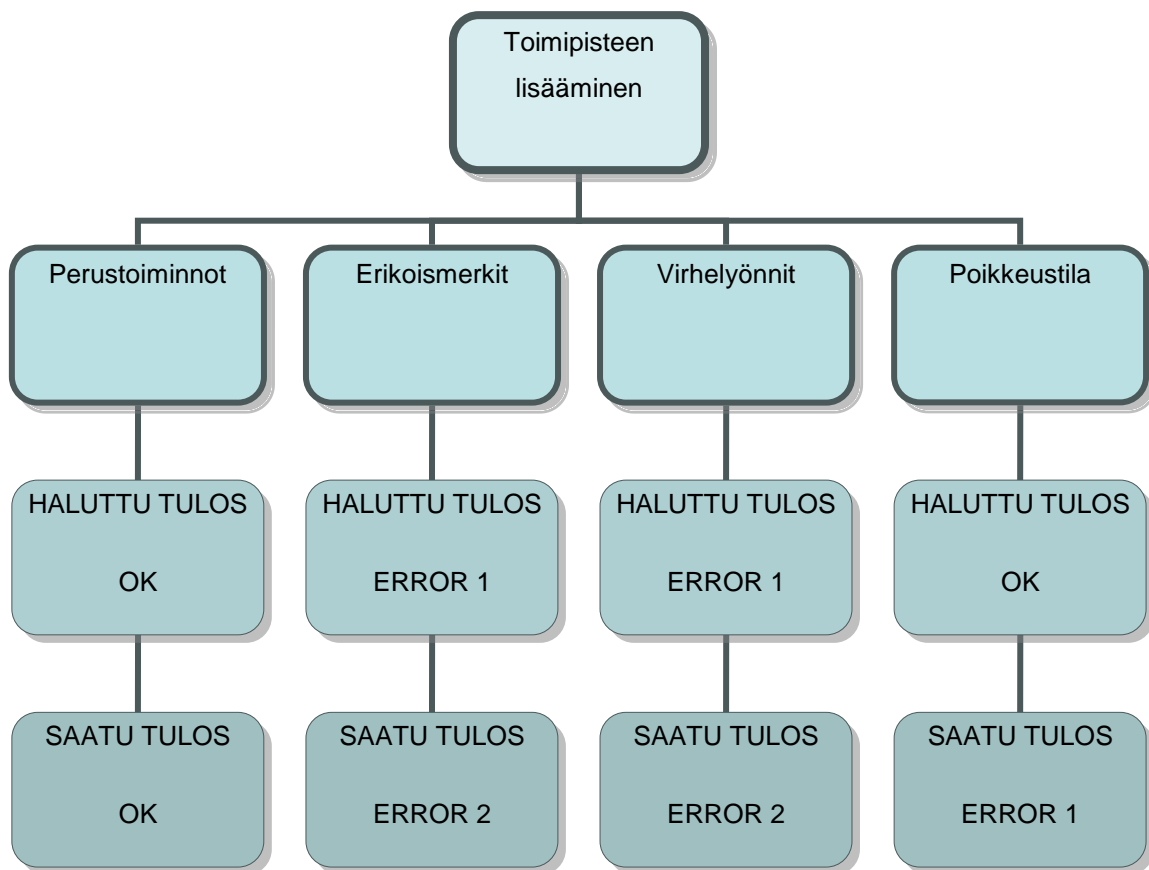 Toimipisteen
lisääminen
Perustoiminnot
Erikoismerkit
Virhelyönnit
Poikkeustila
HALUTTU TULOS
HALUTTU TULOS
HALUTTU TULOS
HALUTTU TULOS
OK
ERROR 1
ERROR 1
OK
SAATU TULOS
SAATU TULOS
SAATU TULOS
SAATU TULOS
OK
ERROR 2
ERROR 2
ERROR 1